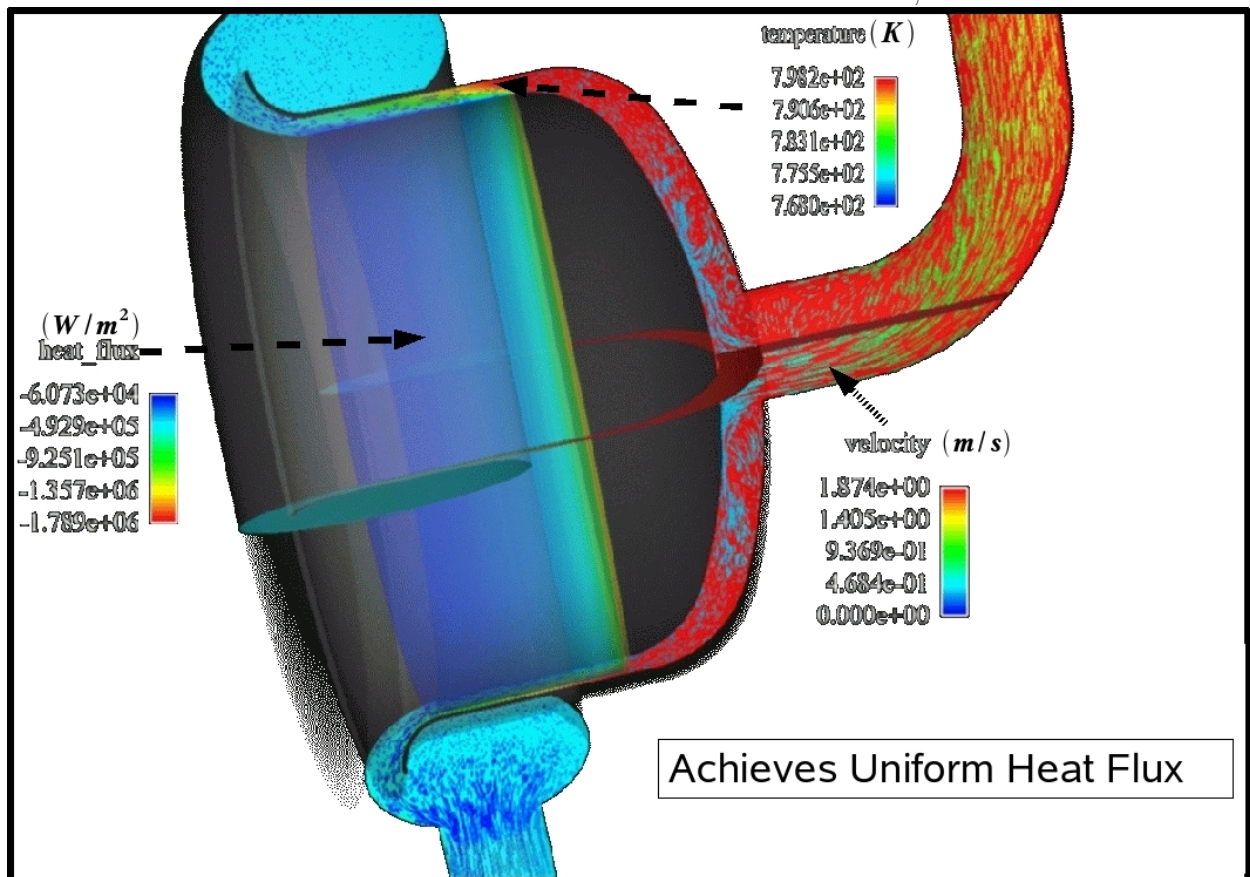 temperature (K)
7.982e+02
7.906e+02
7.831e+02
7.755e+02
7.680e+02
(W/m²)
heat_flux
-6.073e+04
-4.929e+05
-9.251e+05
-1.357e+06
-1.789e+06
velocity (m/s)
1.874e+00
1.405e+00
9.369e-01
4.684e-01
0.000e+00
Achieves Uniform Heat Flux